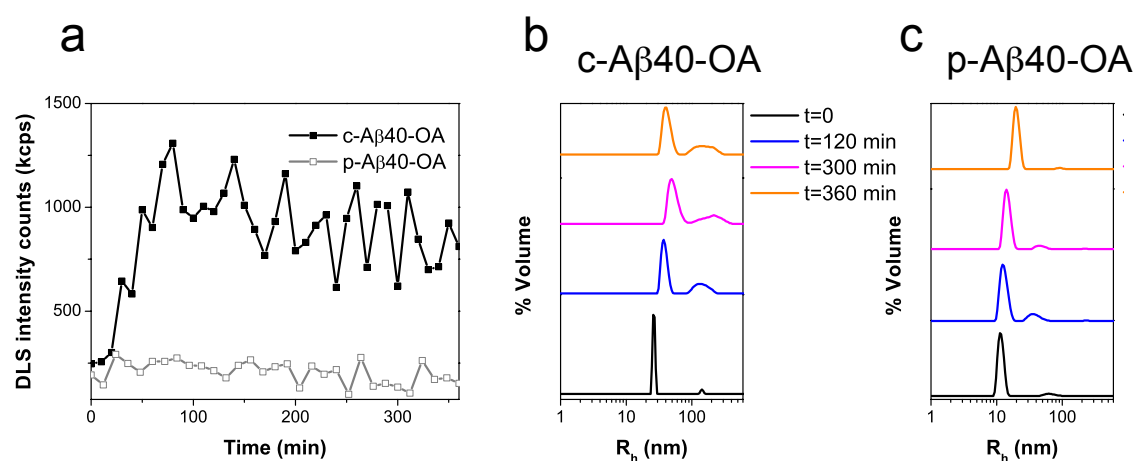 a
DLS intensity counts (kcps)
1500
1000
500
0
100
200
300
Time (min)
c-Aβ40-OA
p-Aβ40-OA
b
c-Aβ40-OA
% Volume
1
10
100
R_h (nm)
t=0
t=120 min
t=300 min
t=360 min
c
p-Aβ40-OA
% Volume
1
10
100
R_h (nm)